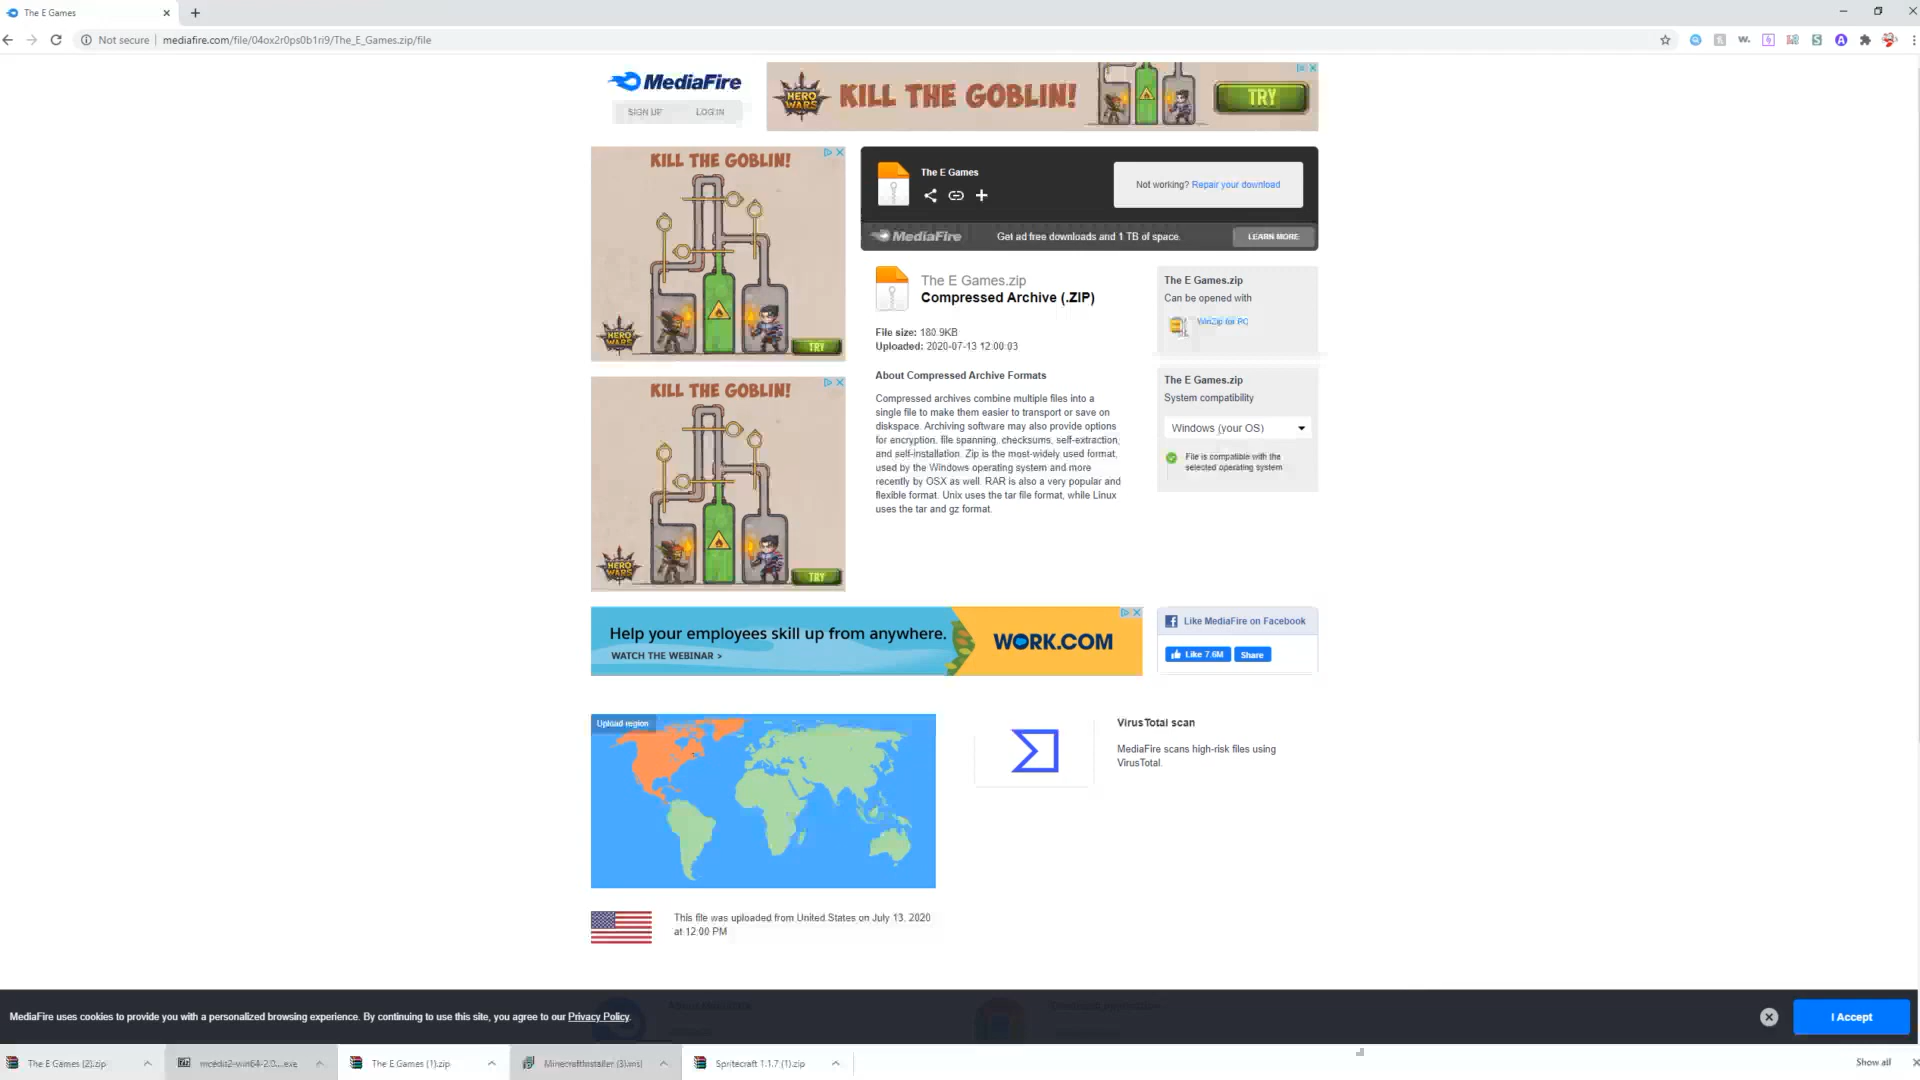 The E Games
Not secure | mediafire.com/file/04ox2r0ps0b1ri9/The_E_Games.zip/file
MediaFire
SIGN UP
LOG IN
HERO WARS
KILL THE GOBLIN!
TRY
KILL THE GOBLIN!
HERO WARS
TRY
The E Games
Not working? Repair your download
MediaFire
Get ad free downloads and 1 TB of space.
LEARN MORE
The E Games.zip
Compressed Archive (.ZIP)
File size: 180.9KB
Uploaded: 2020-07-13 12:00:03
About Compressed Archive Formats
Compressed archives combine multiple files into a
single file to make them easier to transport or save on
diskspace. Archiving software may also provide options
for encryption, file spanning, checksums, self-extraction,
and self-installation. Zip is the most-widely used format,
used by the Windows operating system and more
recently by OSX as well. RAR is also a very popular and
flexible format. Unix uses the tar file format, while Linux
uses the tar and gz format.
The E Games.zip
Can be opened with
WinZip for PC
The E Games.zip
System compatibility
Windows (your OS)
File is compatible with the
selected operating system
KILL THE GOBLIN!
HERO WARS
TRY
Help your employees skill up from anywhere.
WATCH THE WEBINAR >
WORK.COM
Like MediaFire on Facebook
Like 7.6M
Share
Upload region
VirusTotal scan
MediaFire scans high-risk files using
VirusTotal.
This file was uploaded from United States on July 13, 2020
at 12:00 PM
MediaFire uses cookies to provide you with a personalized browsing experience. By continuing to use this site, you agree to our Privacy Policy.
I Accept
The E Games (2).zip
mcedit2-win64-2.0....exe
The E Games (1).zip
MinecraftInstaller (3).msi
Spritecraft 1.1.7 (1).zip
Show all